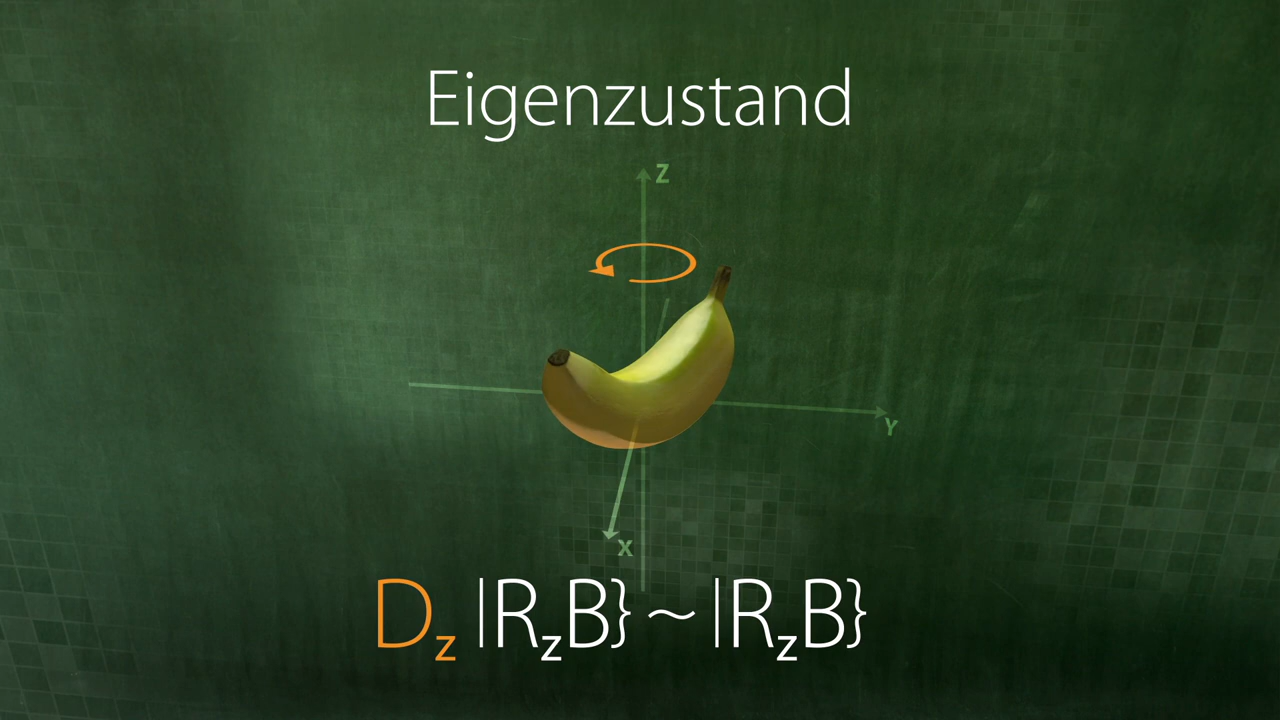 Eigenzustand
Z
Y
X
D_z |R_zB} ~ |R_zB}